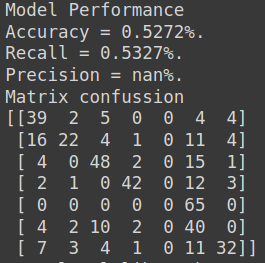 Model Performance
Accuracy = 0.5272%.
Recall = 0.5327%.
Precision = nan%.
Matrix confussion
[[39 2 5 0 0 4 4]
[16 22 4 1 0 11 4]
[ 4 0 48 2 0 15 1]
[ 2 1 0 42 0 12 3]
[ 0 0 0 0 0 65 0]
[ 4 2 10 2 0 40 0]
[ 7 3 4 1 0 11 32]]